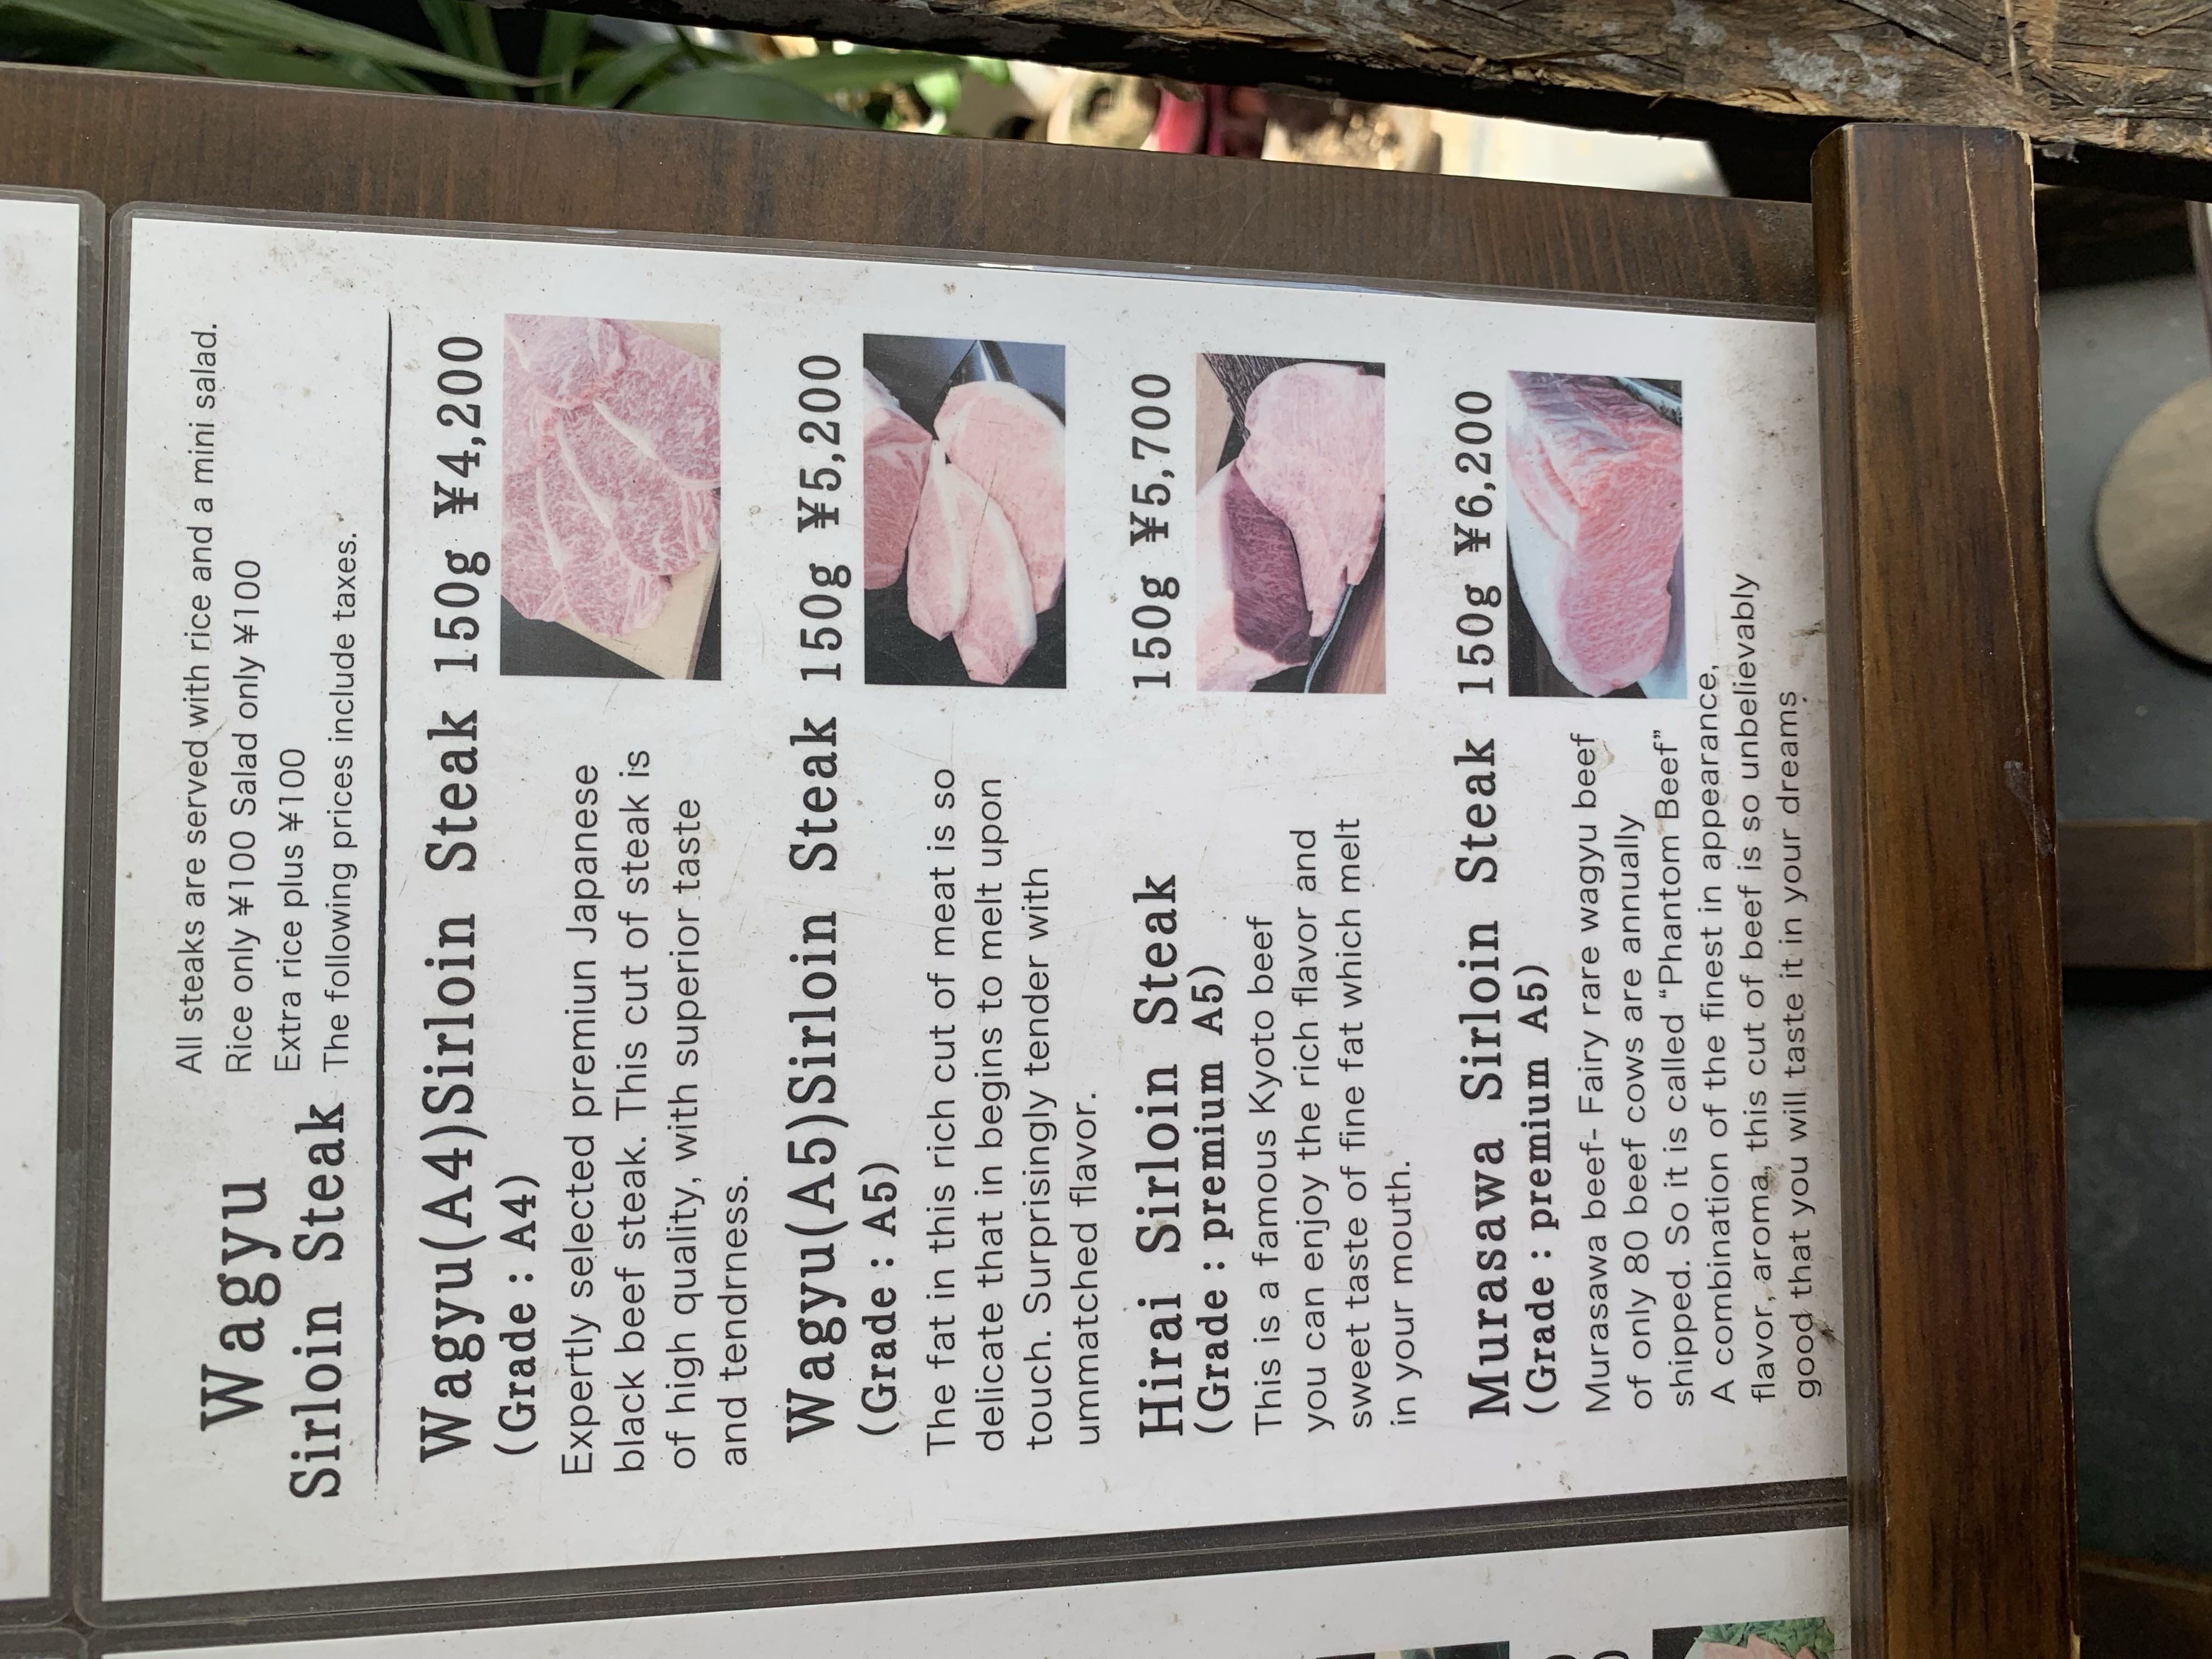 Wagyu
Sirloin Steak
All steaks are served with rice and a mini salad.
Rice only ¥100 Salad only ¥100
Extra rice plus ¥100
The following prices include taxes.
Wagyu(A4)Sirloin Steak 150g ¥4,200
(Grade : A4)
Expertly selected premiun Japanese
black beef steak. This cut of steak is
of high quality, with superior taste
and tendrness.
Wagyu(A5)Sirloin Steak 150g ¥5,200
(Grade : A5)
The fat in this rich cut of meat is so
delicate that in begins to melt upon
touch. Surprisingly tender with
ummatched flavor.
Hirai Sirloin Steak 150g ¥5,700
(Grade : premium A5)
This is a famous Kyoto beef
you can enjoy the rich flavor and
sweet taste of fine fat which melt
in your mouth.
Murasawa Sirloin Steak 150g ¥6,200
(Grade : premium A5)
Murasawa beef- Fairy rare wagyu beef
of only 80 beef cows are annually
shipped. So it is called “Phantom Beef”
A combination of the finest in appearance,
flavor, aroma, this cut of beef is so unbelievably
good that you will taste it in your dreams